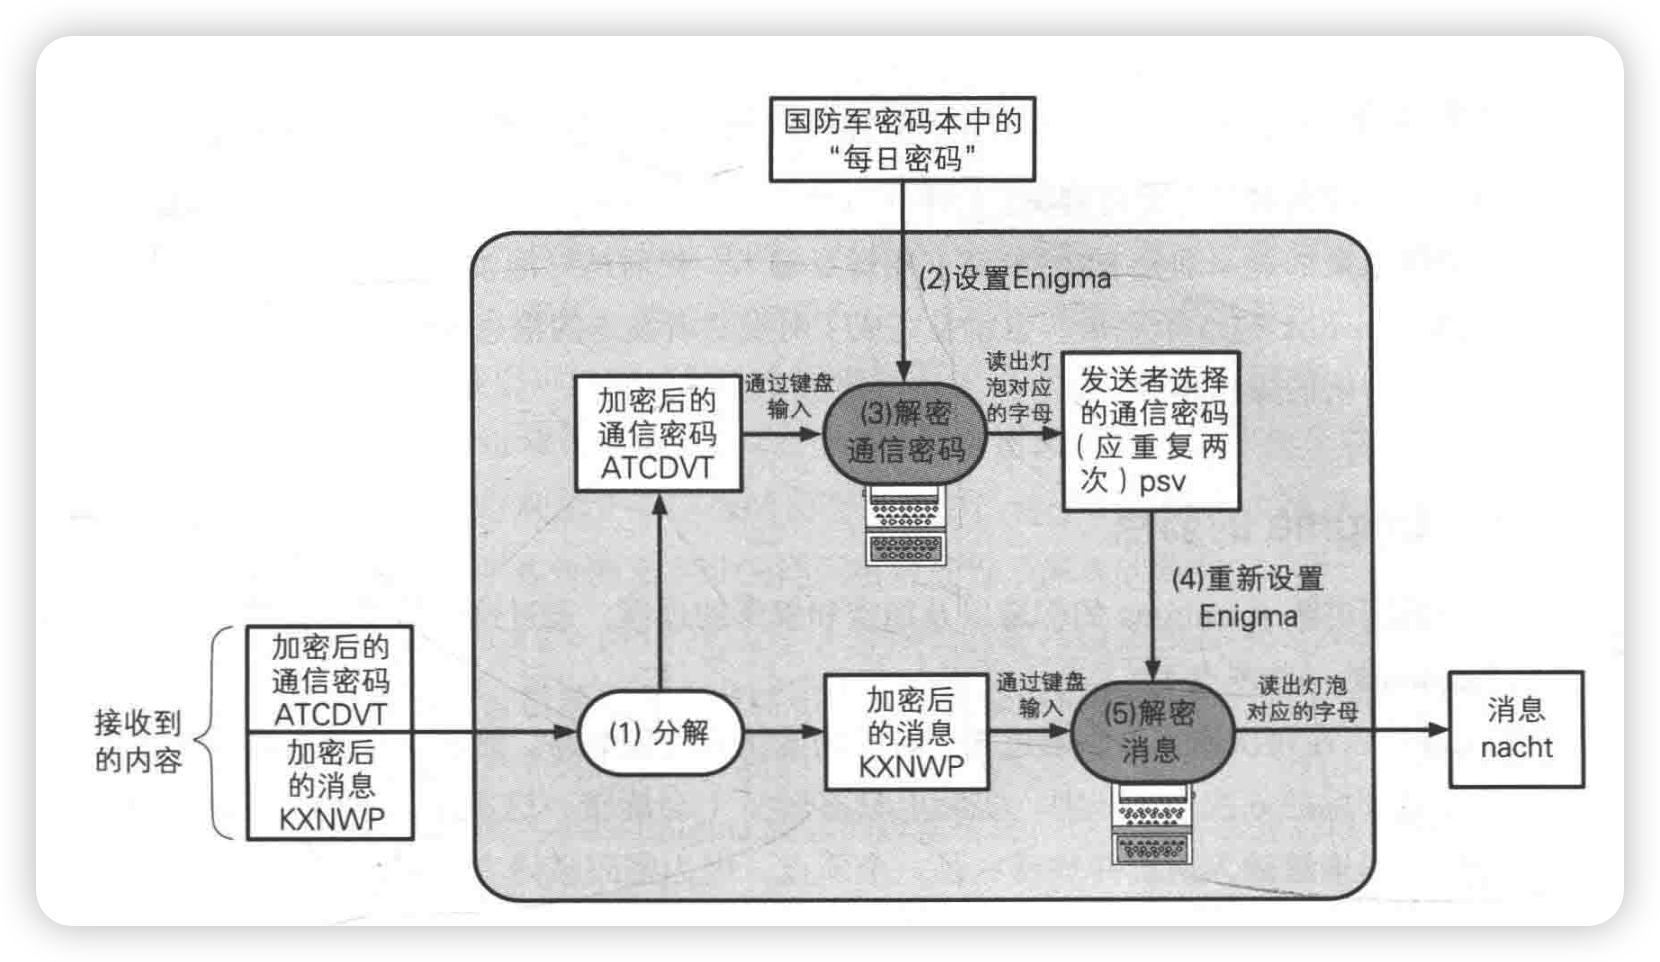 国防军密码本中的
“每日密码”
(2)设置Enigma
加密后的
通信密码
ATCDVT
通过键盘
输入
(3)解密
通信密码
读出灯
泡对应
的字母
发送者选择
的通信密码
(应重复两
次) psv
(4)重新设置
Enigma
接收到
的内容
加密后的
通信密码
ATCDVT
加密后
的消息
KXNWP
(1) 分解
加密后
的消息
KXNWP
通过键盘
输入
(5)解密
消息
读出灯泡
对应的字母
消息
nacht